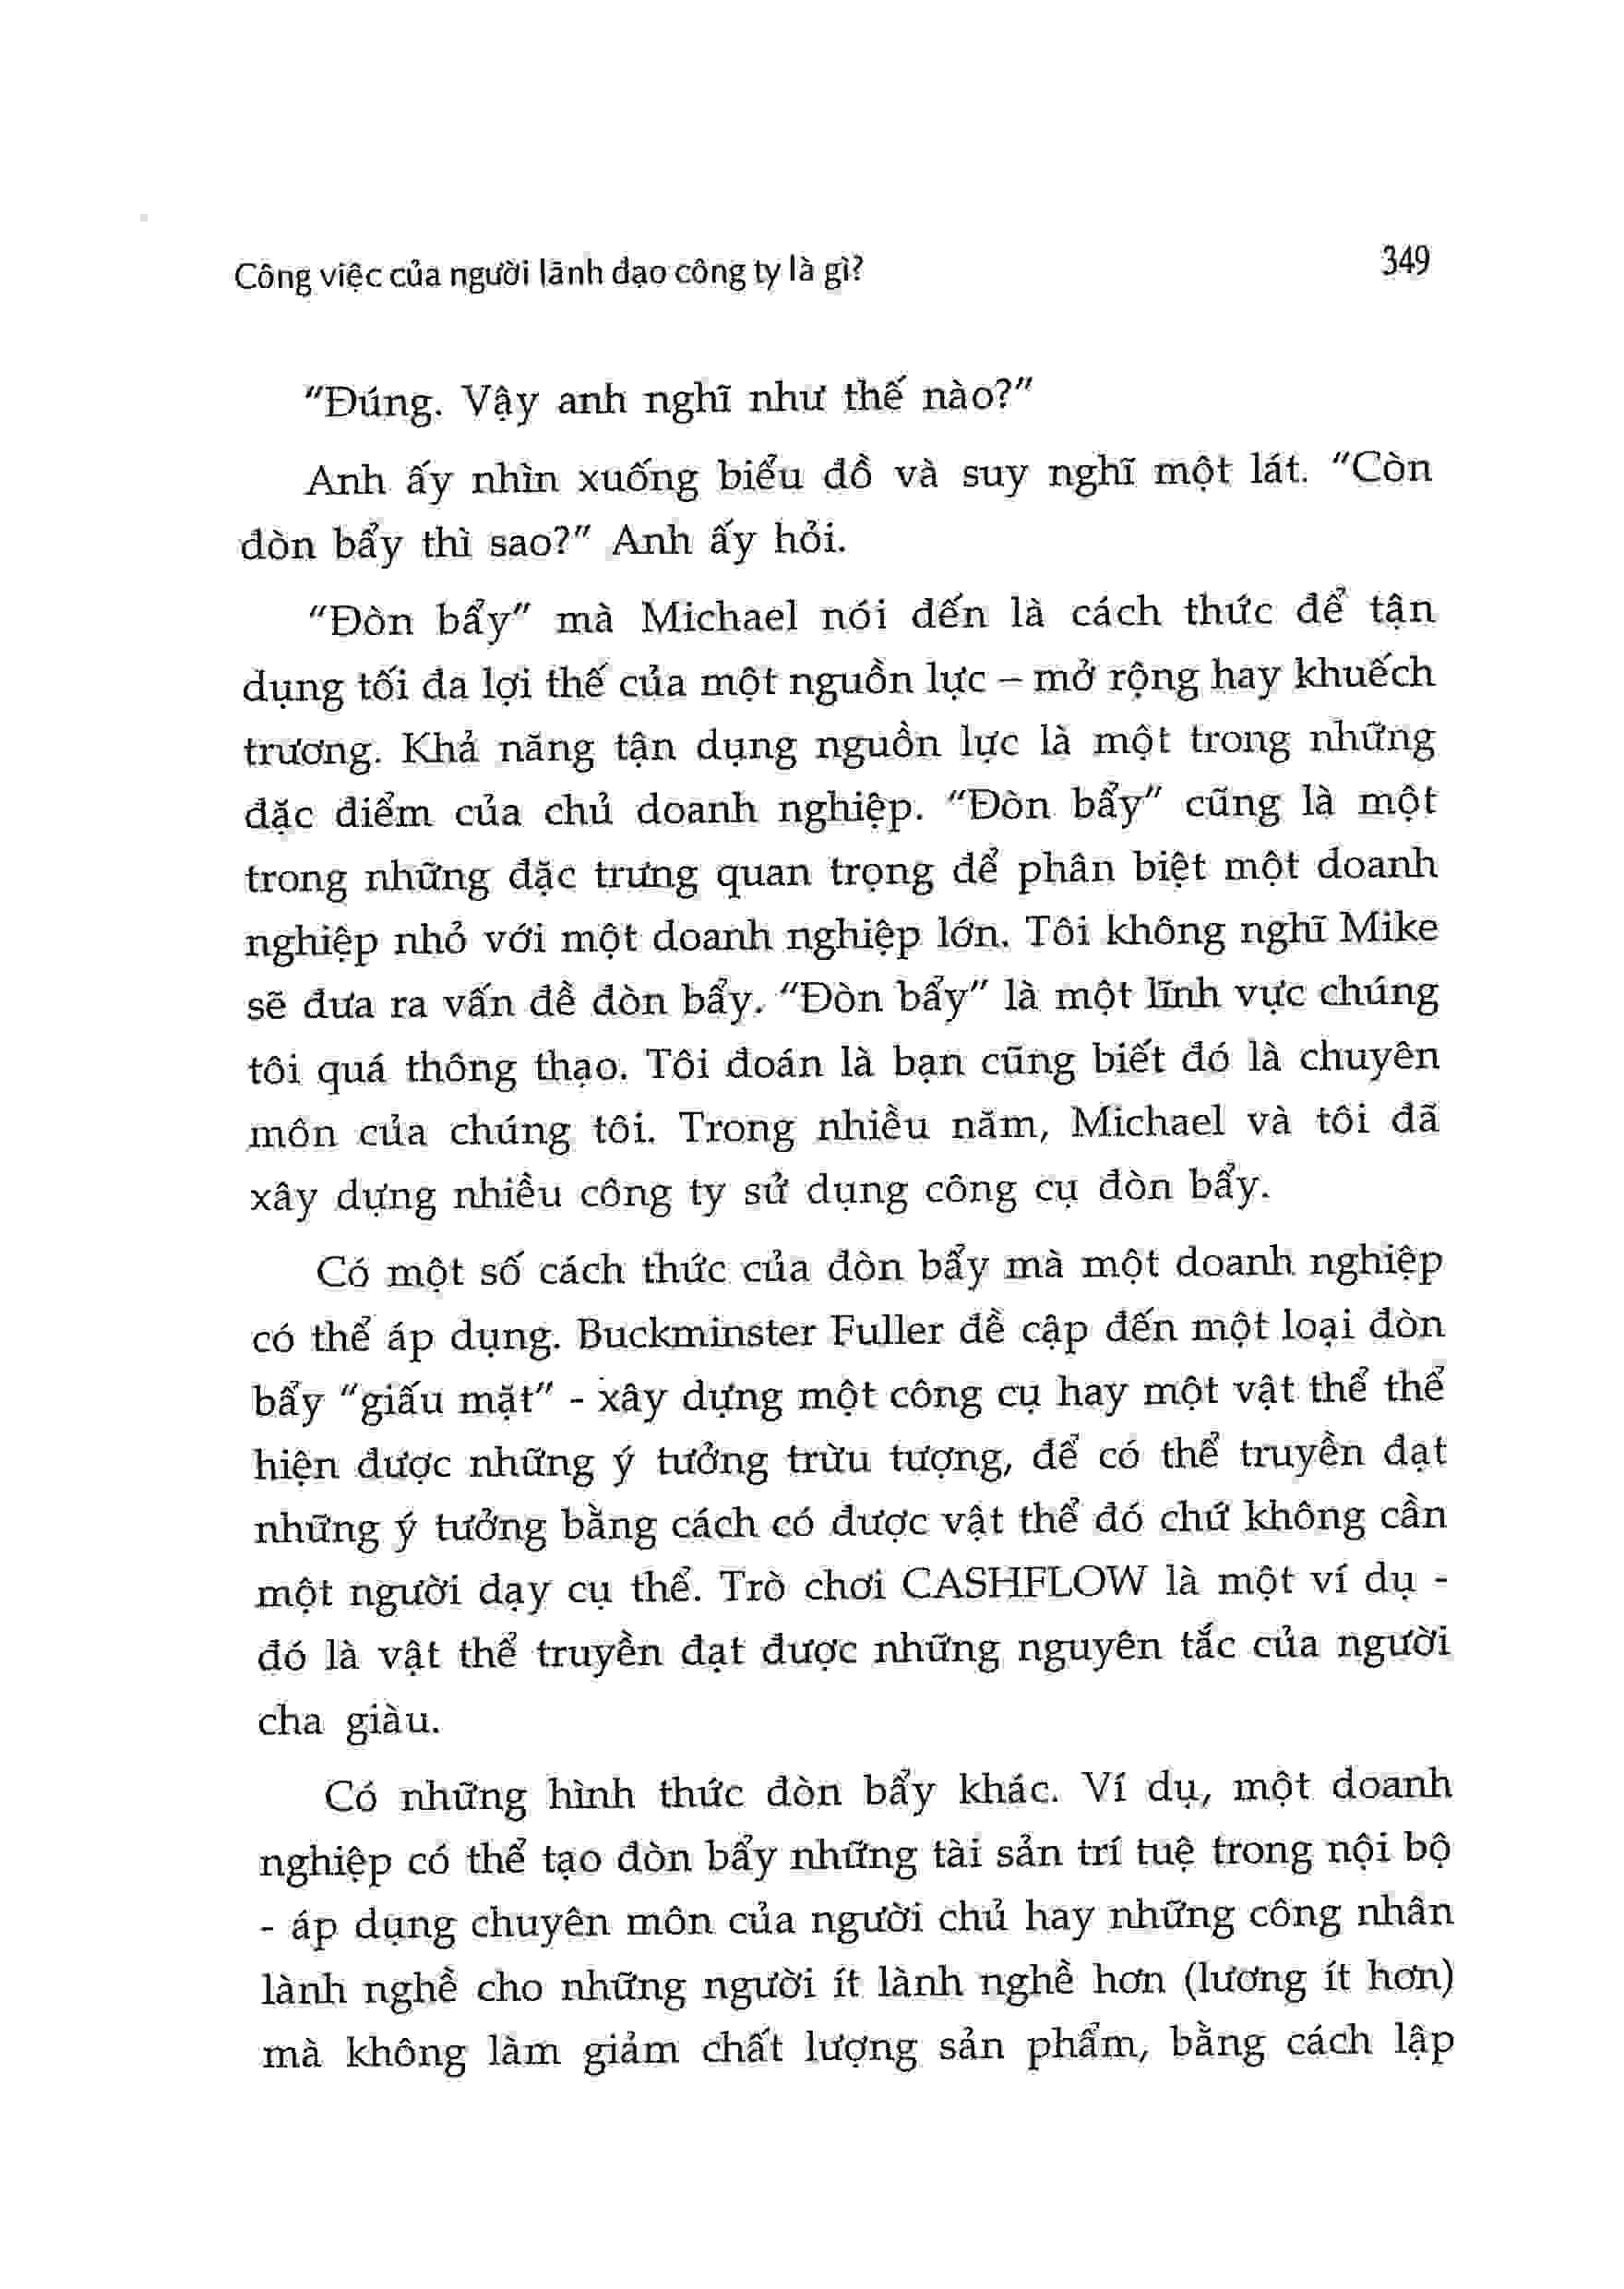 Công việc của người lãnh đạo công ty là gì?
349
"Đúng. Vậy anh nghĩ như thế nào?"
Anh ấy nhìn xuống biểu đồ và suy nghĩ một lát. "Còn
đòn bẩy thì sao?" Anh ấy hỏi.
"Đòn bẩy" mà Michael nói đến là cách thức để tận
dụng tối đa lợi thế của một nguồn lực – mở rộng hay khuếch
trương. Khả năng tận dụng nguồn lực là một trong những
đặc điểm của chủ doanh nghiệp. "Đòn bẩy" cũng là một
trong những đặc trưng quan trọng để phân biệt một doanh
nghiệp nhỏ với một doanh nghiệp lớn. Tôi không nghĩ Mike
sẽ đưa ra vấn đề đòn bẩy. "Đòn bẩy" là một lĩnh vực chúng
tôi quá thông thạo. Tôi đoán là bạn cũng biết đó là chuyên
môn của chúng tôi. Trong nhiều năm, Michael và tôi đã
xây dựng nhiều công ty sử dụng công cụ đòn bẩy.
Có một số cách thức của đòn bẩy mà một doanh nghiệp
có thể áp dụng. Buckminster Fuller đề cập đến một loại đòn
bẩy "giấu mặt" - xây dựng một công cụ hay một vật thể thể
hiện được những ý tưởng trừu tượng, để có thể truyền đạt
những ý tưởng bằng cách có được vật thể đó chứ không cần
một người dạy cụ thể. Trò chơi CASHFLOW là một ví dụ -
đó là vật thể truyền đạt được những nguyên tắc của người
cha giàu.
Có những hình thức đòn bẩy khác. Ví dụ, một doanh
nghiệp có thể tạo đòn bẩy những tài sản trí tuệ trong nội bộ
- áp dụng chuyên môn của người chủ hay những công nhân
lành nghề cho những người ít lành nghề hơn (lương ít hơn)
mà không làm giảm chất lượng sản phẩm, bằng cách lập